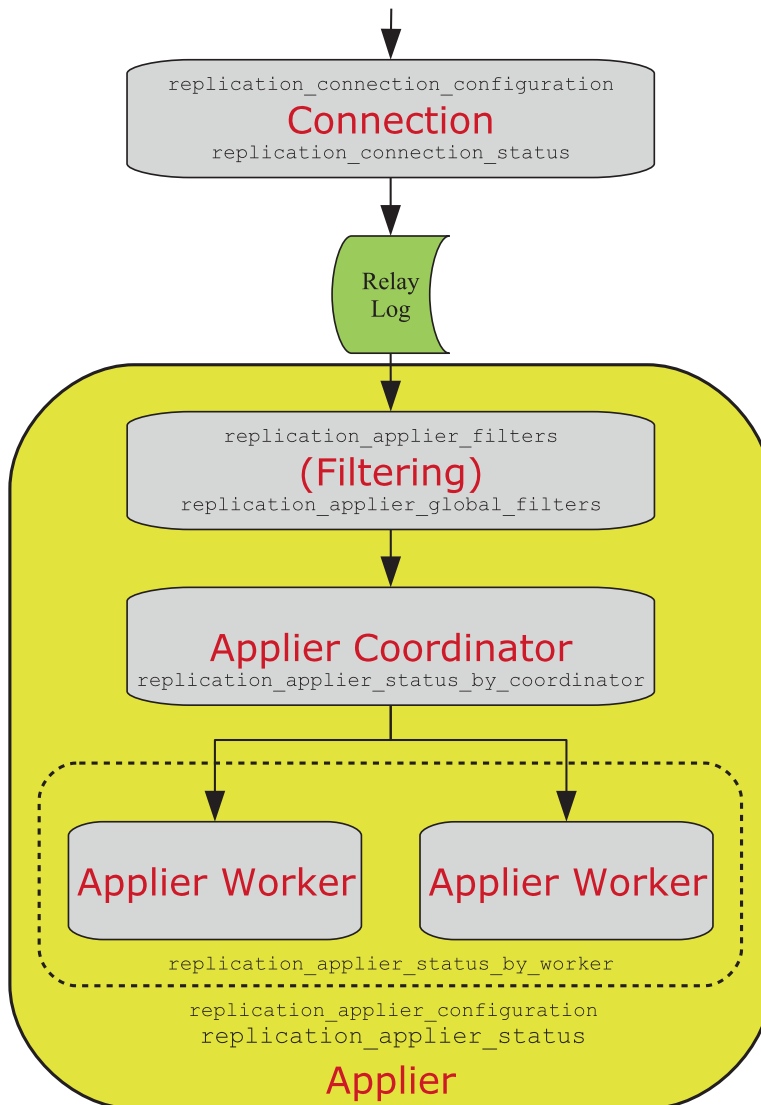 replication_connection_configuration
Connection
replication_connection_status
Relay
Log
replication_applier_filters
(Filtering)
replication_applier_global_filters
Applier Coordinator
replication_applier_status_by_coordinator
Applier Worker
Applier Worker
replication_applier_status_by_worker
replication_applier_configuration
replication_applier_status
Applier